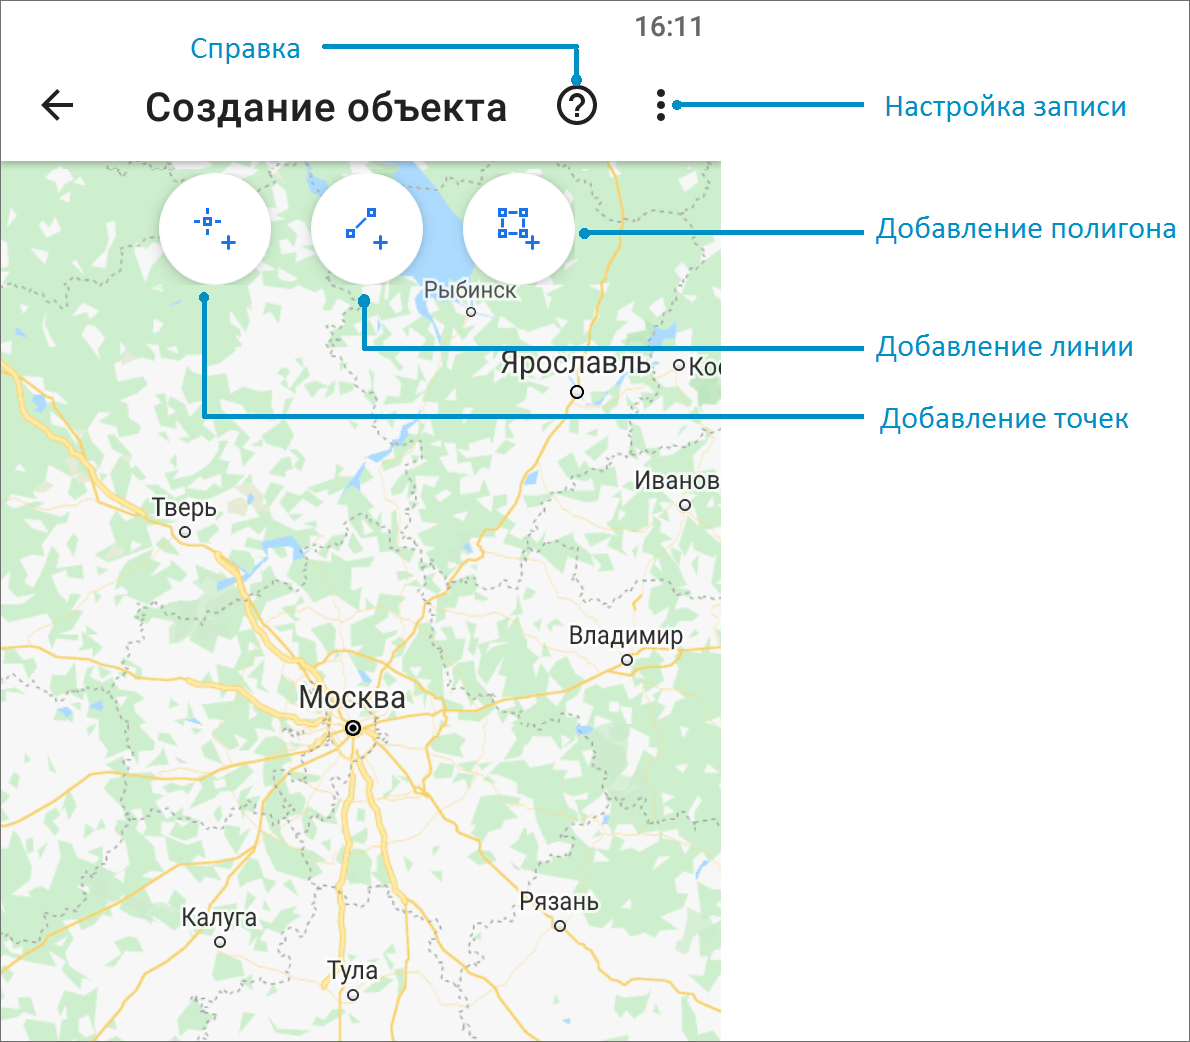 16:11
Справка
Создание объекта
Настройка записи
Добавление полигона
Рыбинск
Добавление линии
Ярославль
Кос
Добавление точек
Иванов
Тверь
Владимир
Москва
Рязань
Калуга
Тула